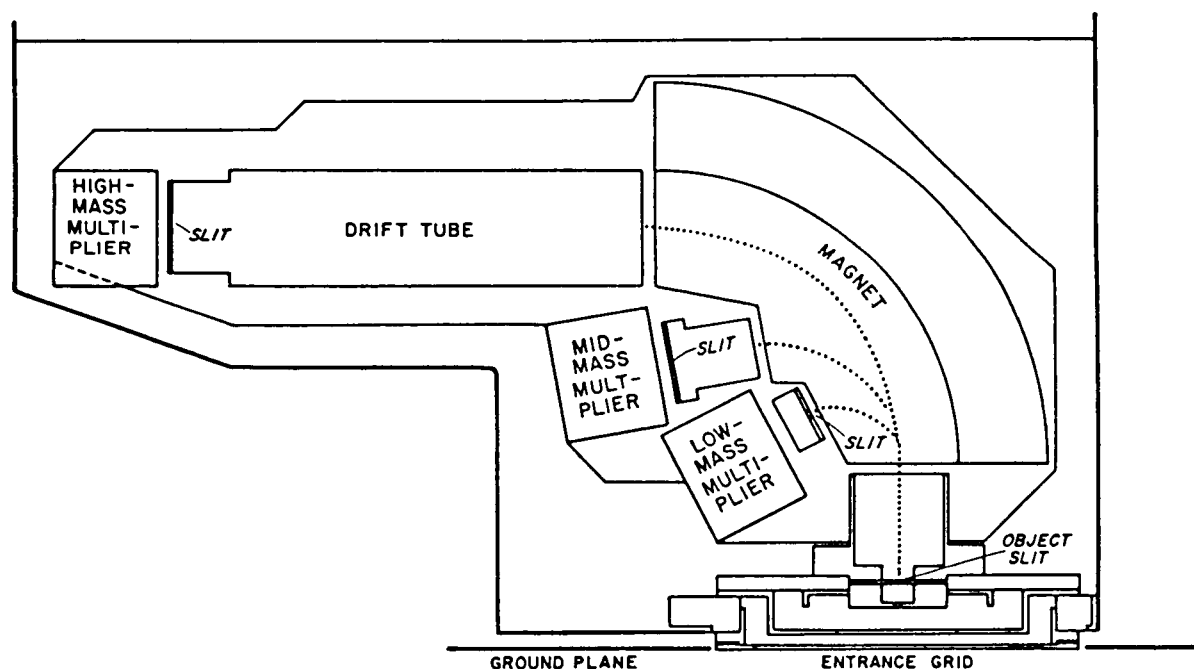 HIGH-
MASS
MULTI-
PLIER
SLIT
DRIFT TUBE
MAGNET
MID-
MASS
MULT-
PLIER
SLIT
LOW-
MASS
MULTI-
PLIER
SLIT
OBJECT
SLIT
GROUND PLANE
ENTRANCE GRID